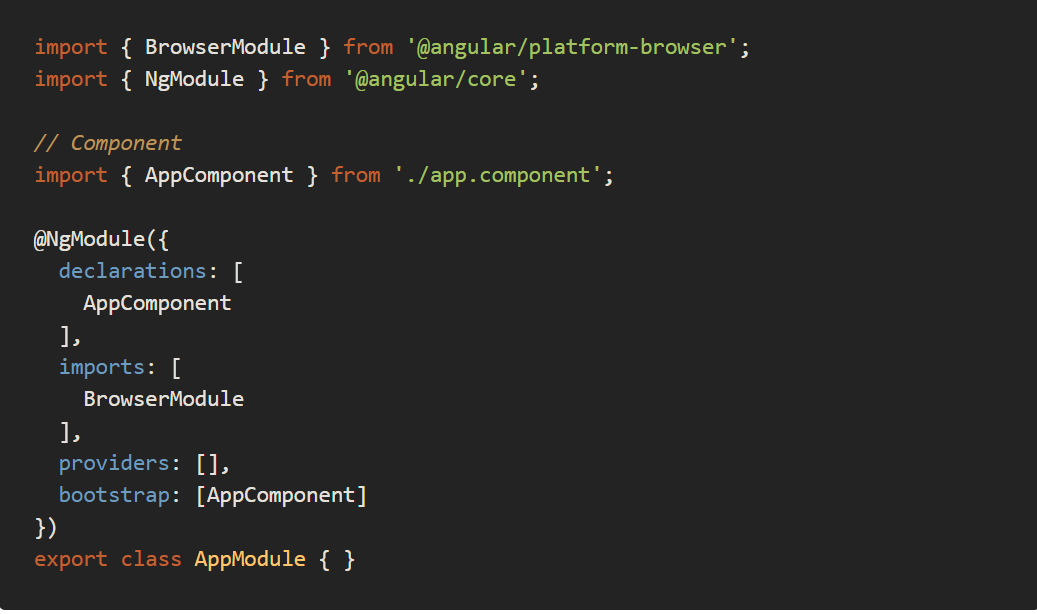 import { BrowserModule } from '@angular/platform-browser';
import { NgModule } from '@angular/core';

// Component
import { AppComponent } from './app.component';

@NgModule({
  declarations: [
    AppComponent
  ],
  imports: [
    BrowserModule
  ],
  providers: [],
  bootstrap: [AppComponent]
})
export class AppModule { }